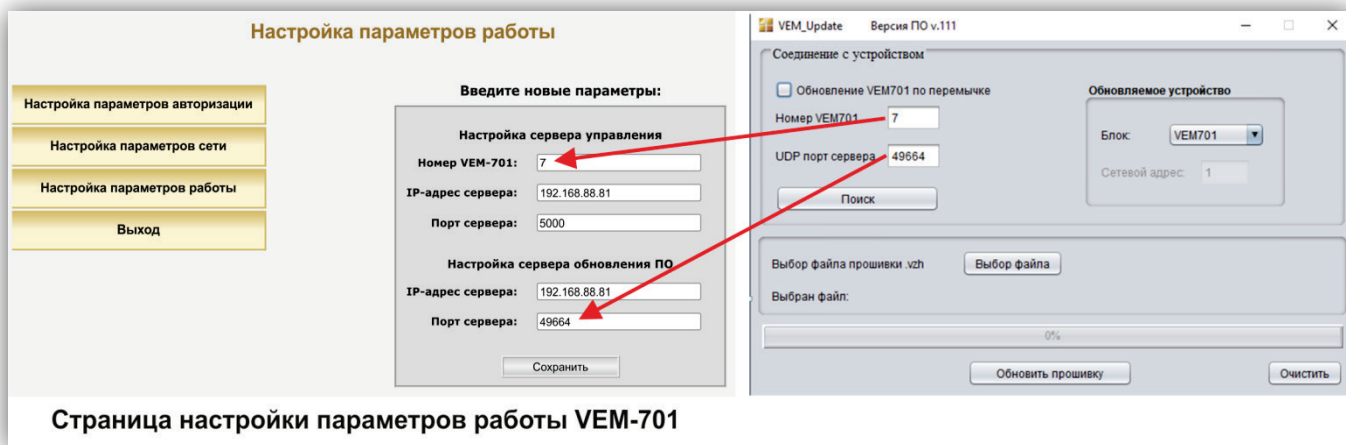 Настройка параметров работы
Настройка параметров авторизации
Настройка параметров сети
Настройка параметров работы
Выход
Введите новые параметры:
Настройка сервера управления
Номер VEM-701: 7
IP-адрес сервера: 192.168.88.81
Порт сервера: 5000
Настройка сервера обновления ПО
IP-адрес сервера: 192.168.88.81
Порт сервера: 49664
Сохранить
VEM_Update Версия ПО v.111
Соединение с устройством
Обновление VEM701 по перемычке
Номер VEM701 7
UDP порт сервера 49664
Поиск
Обновляемое устройство
Блок: VEM701
Сетевой адрес: 1
Выбор файла прошивки .vzh Выбор файла
Выбран файл:
0%
Обновить прошивку Очистить
Страница настройки параметров работы VEM-701